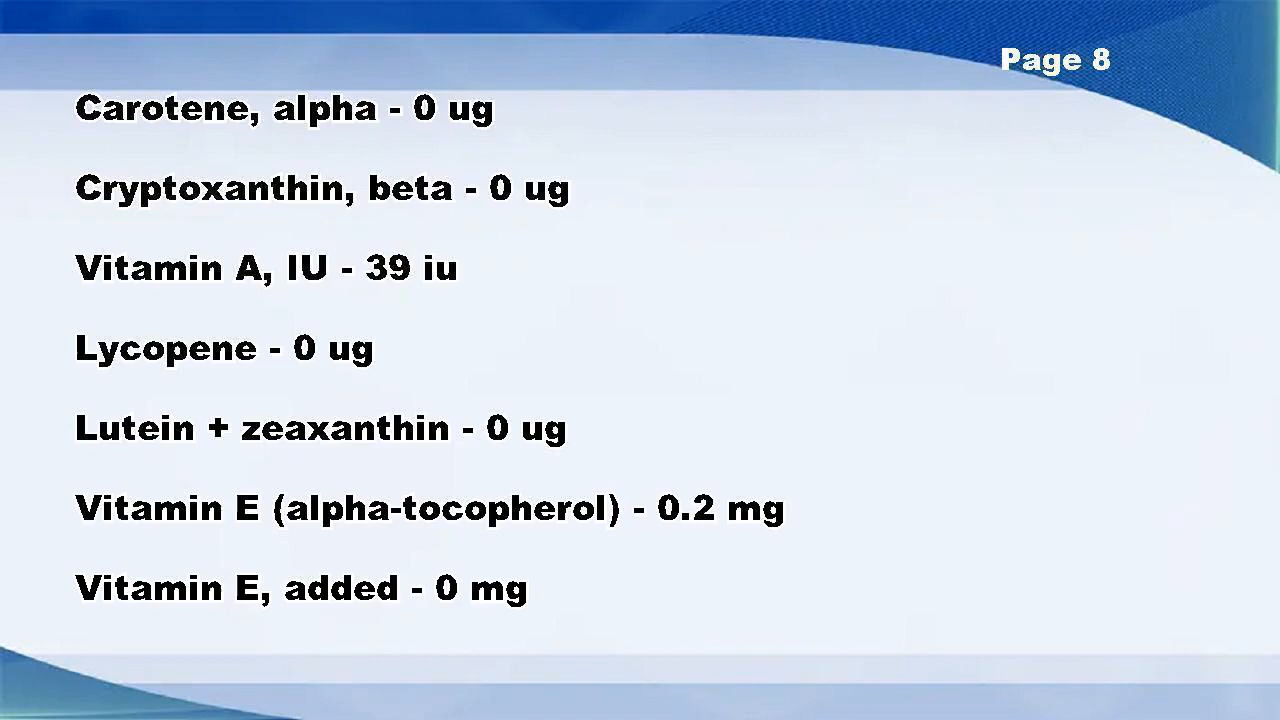 Page 8
Carotene, alpha - 0 ug
Cryptoxanthin, beta - 0 ug
Vitamin A, IU - 39 iu
Lycopene - 0 ug
Lutein + zeaxanthin - 0 ug
Vitamin E (alpha-tocopherol) - 0.2 mg
Vitamin E, added - 0 mg